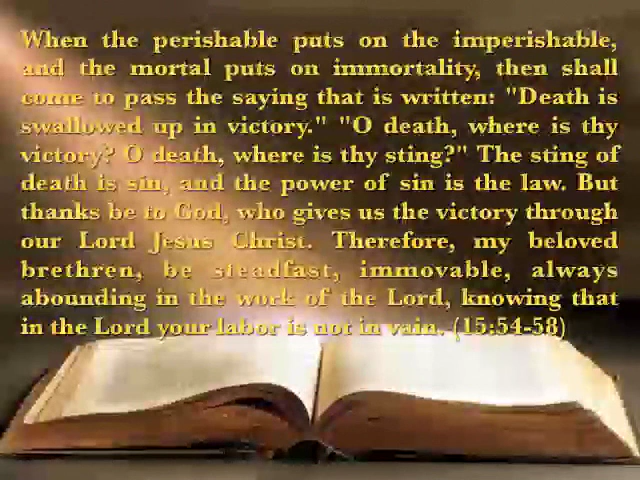 When the perishable puts on the imperishable,
and the mortal puts on immortality, then shall
come to pass the saying that is written: "Death is
swallowed up in victory." "O death, where is thy
victory? O death, where is thy sting?" The sting of
death is sin, and the power of sin is the law. But
thanks be to God, who gives us the victory through
our Lord Jesus Christ. Therefore, my beloved
brethren, be steadfast, immovable, always
abounding in the work of the Lord, knowing that
in the Lord your labor is not in vain. (15:54-58)